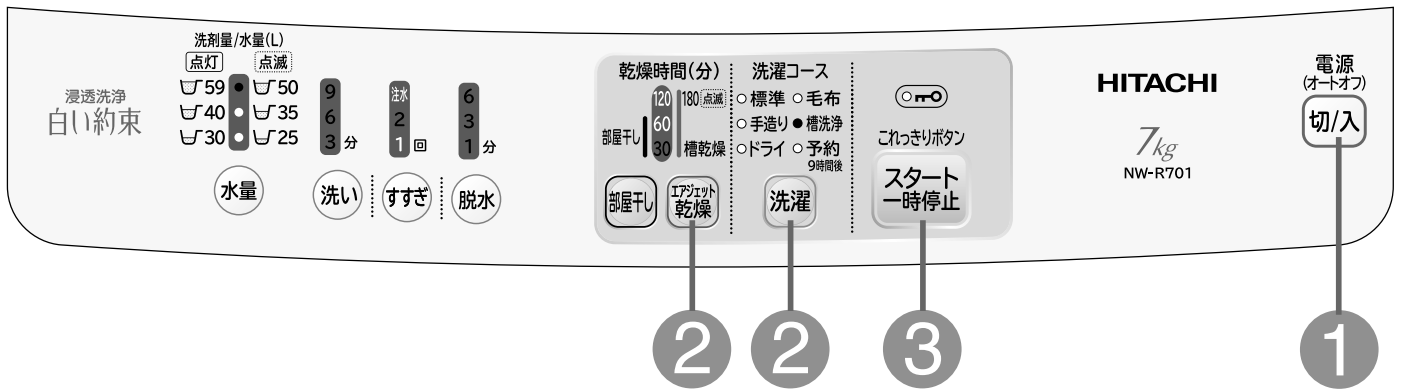 浸透洗浄
白い約束
洗剤量/水量(L)
点灯 点滅
59 50
40 35
30 25
水量
9
6
3 分
洗い
注水
2
1 回
すすぎ
6
3
1 分
脱水
乾燥時間(分)
120 180 点滅
60
30
部屋干し
槽乾燥
部屋干し
エアジェット
乾燥
洗濯コース
標準 毛布
手造り 槽洗浄
ドライ 予約
9時間後
洗濯
これっきりボタン
スタート
一時停止
HITACHI
7kg
NW-R701
電源
(オートオフ)
切/入
2 2 3 1